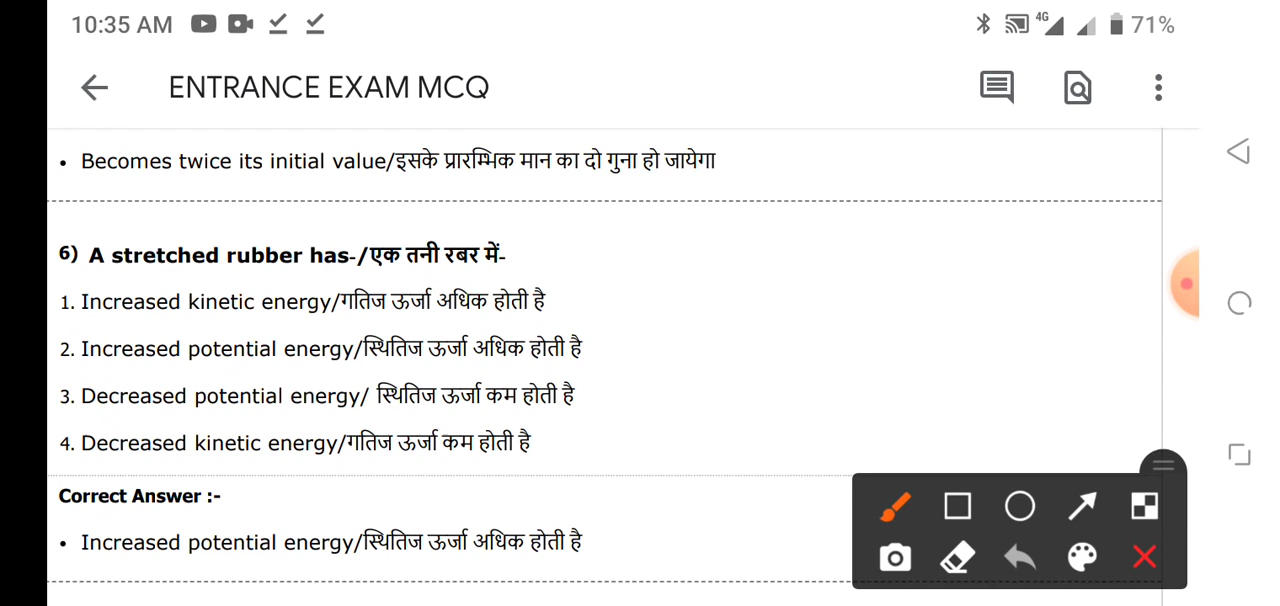 10:35 AM 4G 71%
ENTRANCE EXAM MCQ
• Becomes twice its initial value/इसके प्रारम्भिक मान का दो गुना हो जायेगा
6) A stretched rubber has-/एक तनी रबर में-
1. Increased kinetic energy/गतिज ऊर्जा अधिक होती है
2. Increased potential energy/स्थितिज ऊर्जा अधिक होती है
3. Decreased potential energy/ स्थितिज ऊर्जा कम होती है
4. Decreased kinetic energy/गतिज ऊर्जा कम होती है
Correct Answer :-
• Increased potential energy/स्थितिज ऊर्जा अधिक होती है